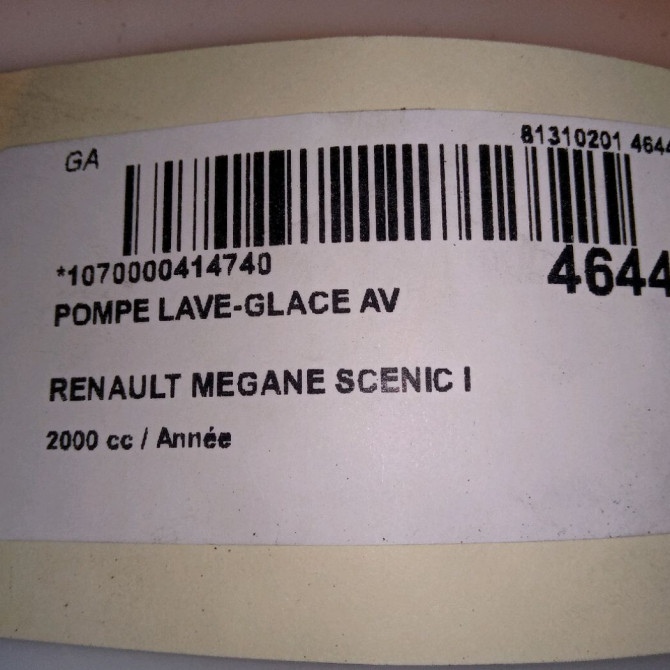 GA
81310201 4644
*1070000414740
4644
POMPE LAVE-GLACE AV
RENAULT MEGANE SCENIC I
2000 cc / Année